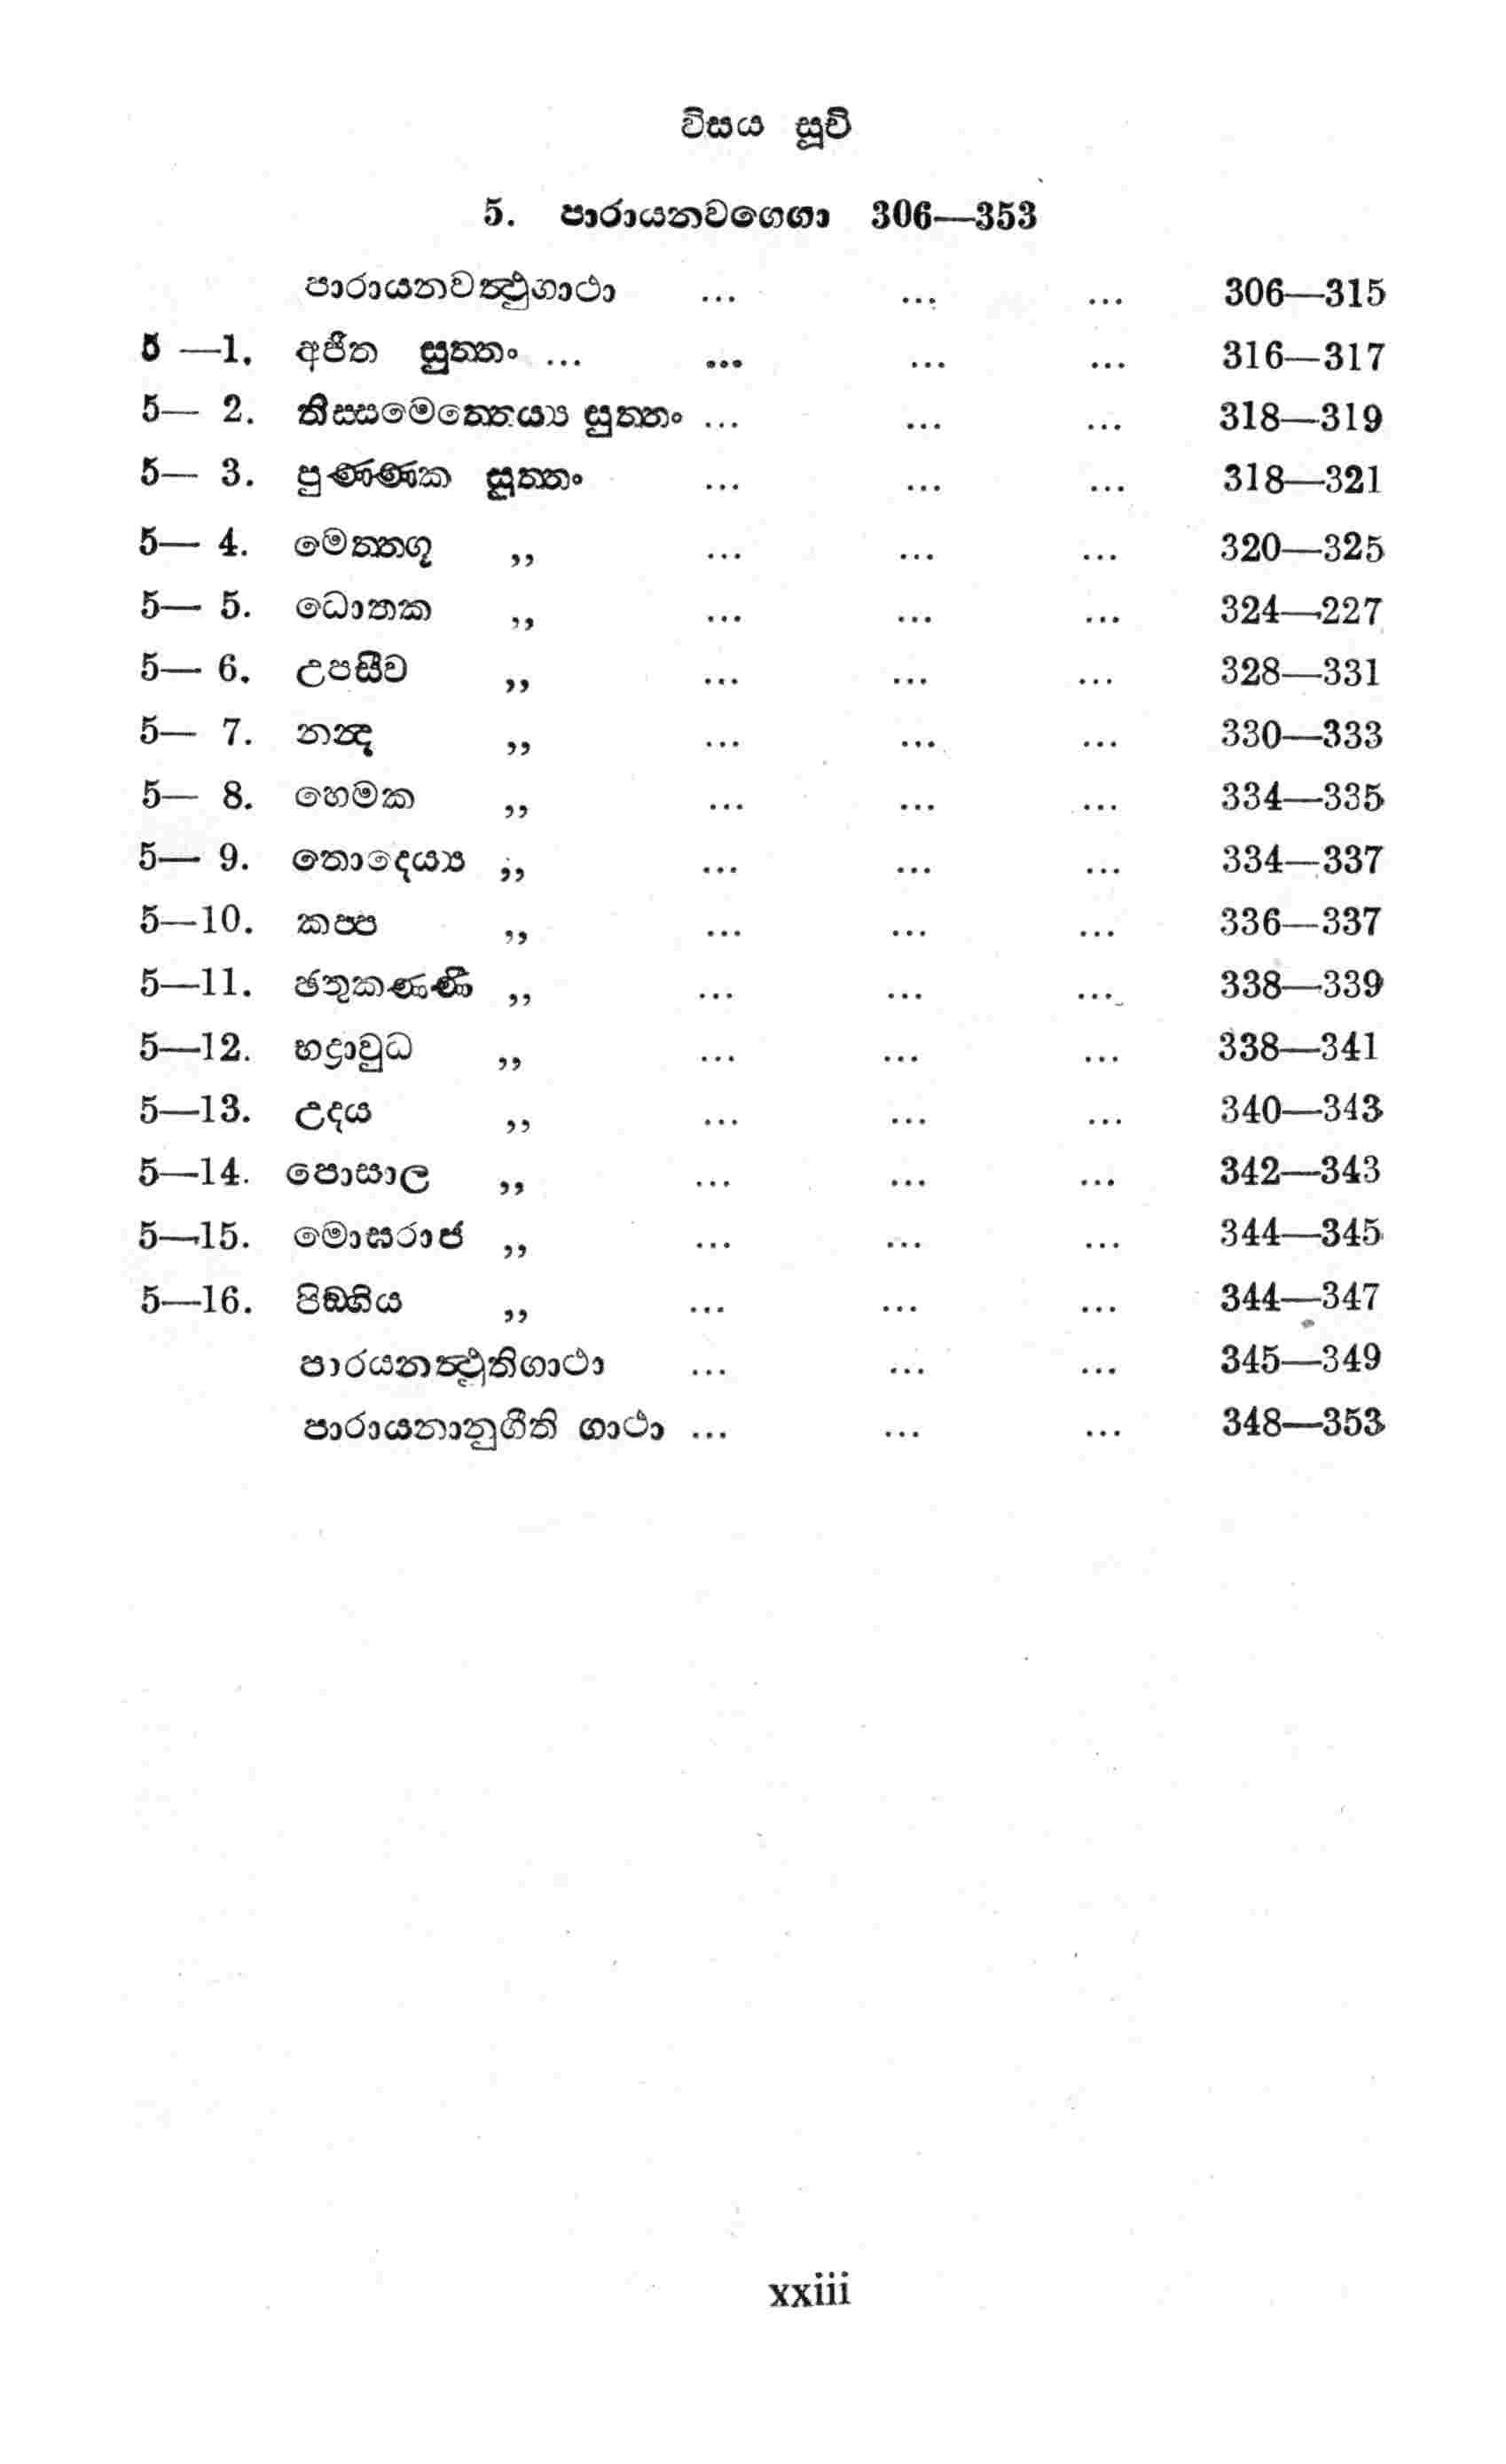 විසය සූචි
5. පාරායනවග්ගො 306—353
පාරායනවත්‍ථුගාථා ... ... ... 306—315
5 —1. අජිත සුත්තං ... ... ... ... 316—317
5— 2. තිස්සමෙත්තෙය්‍ය සුත්තං ... ... ... 318—319
5— 3. පුණ්ණක සුත්තං ... ... ... 318—321
5— 4. මෙත්තගූ ,, ... ... ... 320—325
5— 5. ධොතක ,, ... ... ... 324—227
5— 6. උපසීව ,, ... ... ... 328—331
5— 7. නන්‍ද ,, ... ... ... 330—333
5— 8. හෙමක ,, ... ... ... 334—335
5— 9. තොදෙය්‍ය ,, ... ... ... 334—337
5—10. කප්ප ,, ... ... ... 336—337
5—11. ජතුකණ්ණී ,, ... ... ... 338—339
5—12. භද්‍රාවුධ ,, ... ... ... 338—341
5—13. උදය ,, ... ... ... 340—343
5—14. පොසාල ,, ... ... ... 342—343
5—15. මොඝරාජ ,, ... ... ... 344—345
5—16. පිඞ්ගිය ,, ... ... ... 344—347
පාරයනත්‍ථුතිගාථා ... ... ... 345—349
පාරායනානුගීති ගාථා ... ... ... 348—353
xxiii